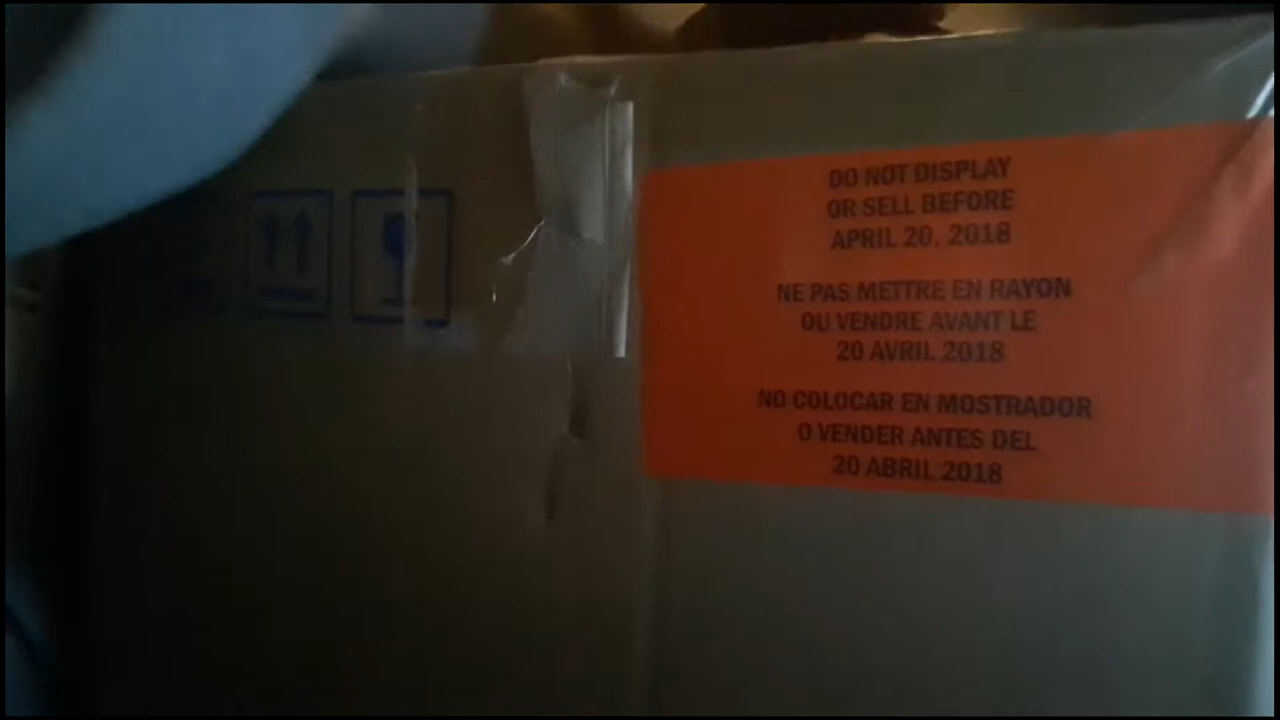 DO NOT DISPLAY
OR SELL BEFORE
APRIL 20, 2018
NE PAS METTRE EN RAYON
OU VENDRE AVANT LE
20 AVRIL 2018
NO COLOCAR EN MOSTRADOR
O VENDER ANTES DEL
20 ABRIL 2018